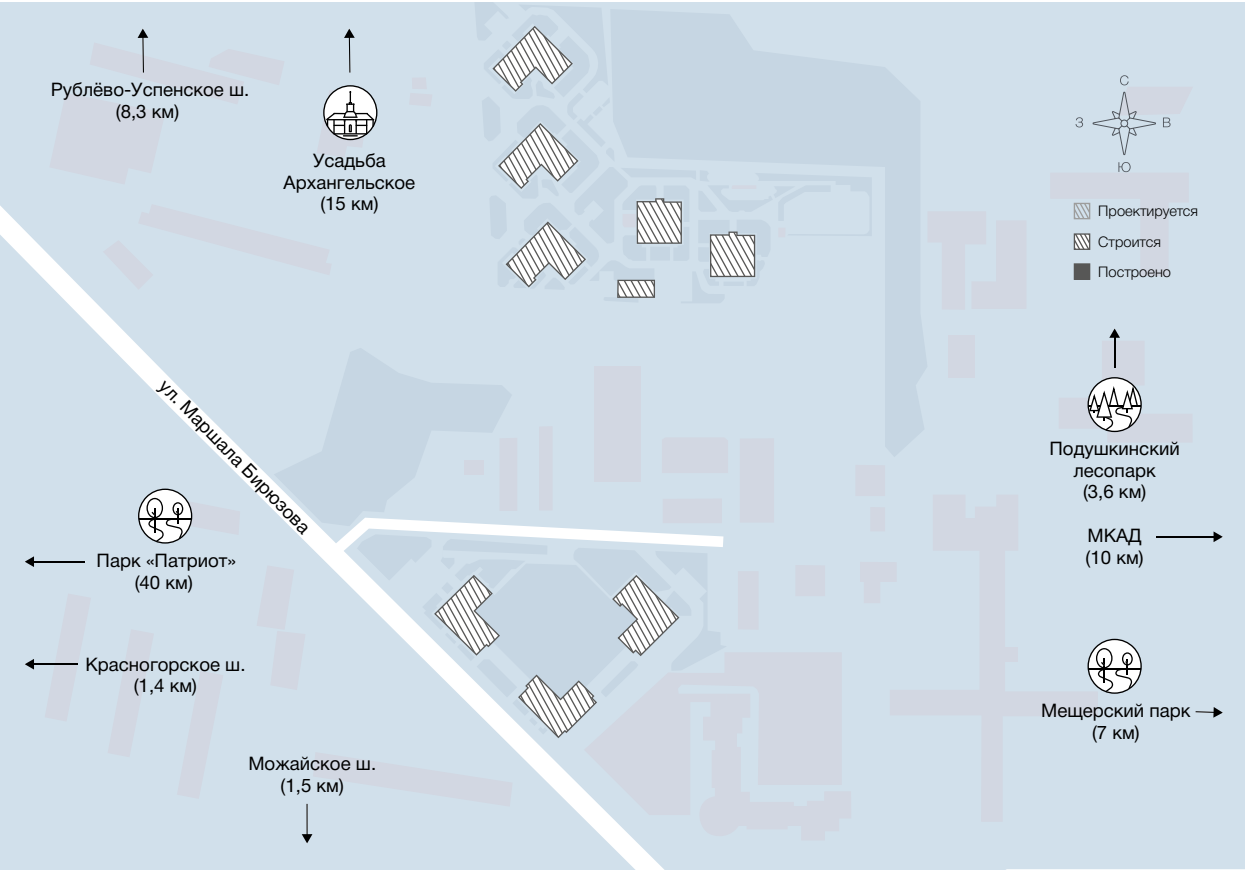 Рублёво-Успенское ш.
(8,3 км)
Усадьба
Архангельское
(15 км)
С
З
В
Ю
Проектируется
Строится
Построено
ул. Маршала Бирюзова
Подушкинский
лесопарк
(3,6 км)
МКАД
(10 км)
Парк «Патриот»
(40 км)
Красногорское ш.
(1,4 км)
Мещерский парк
(7 км)
Можайское ш.
(1,5 км)